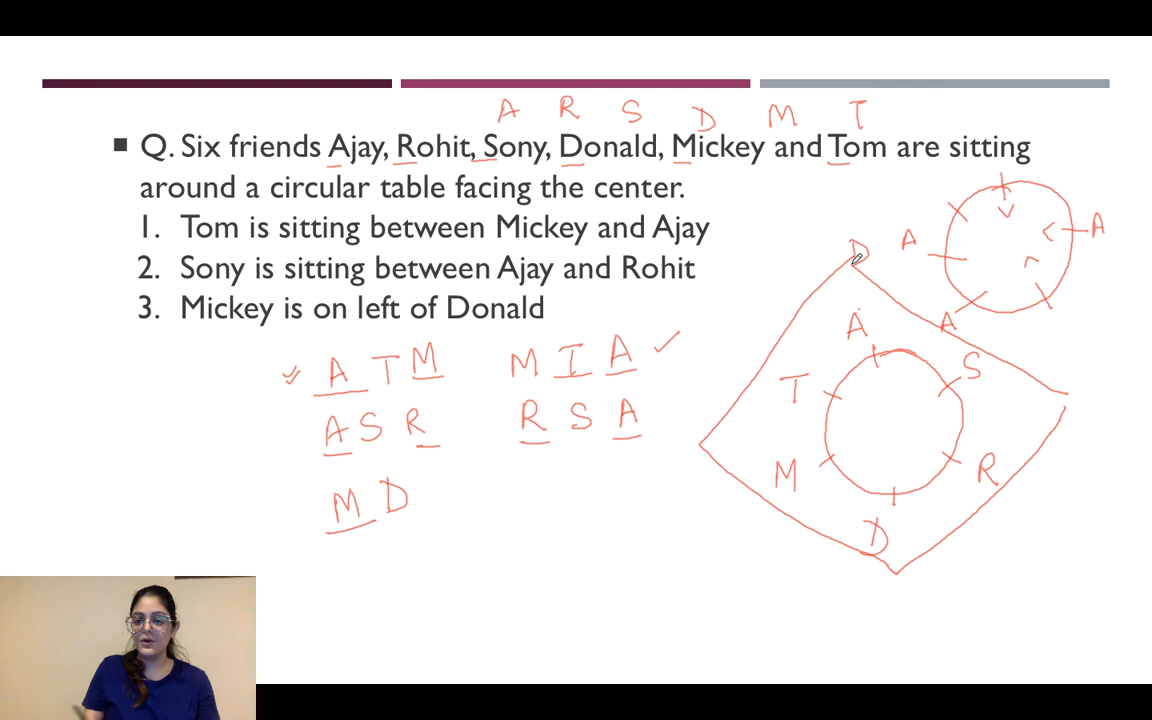 A R S D M T
■ Q. Six friends Ajay, Rohit, Sony, Donald, Mickey and Tom are sitting
around a circular table facing the center.
1. Tom is sitting between Mickey and Ajay
2. Sony is sitting between Ajay and Rohit
3. Mickey is on left of Donald
A T M M I A
A S R R S A
M D
A A
A
D
A
S
T
M
R
D